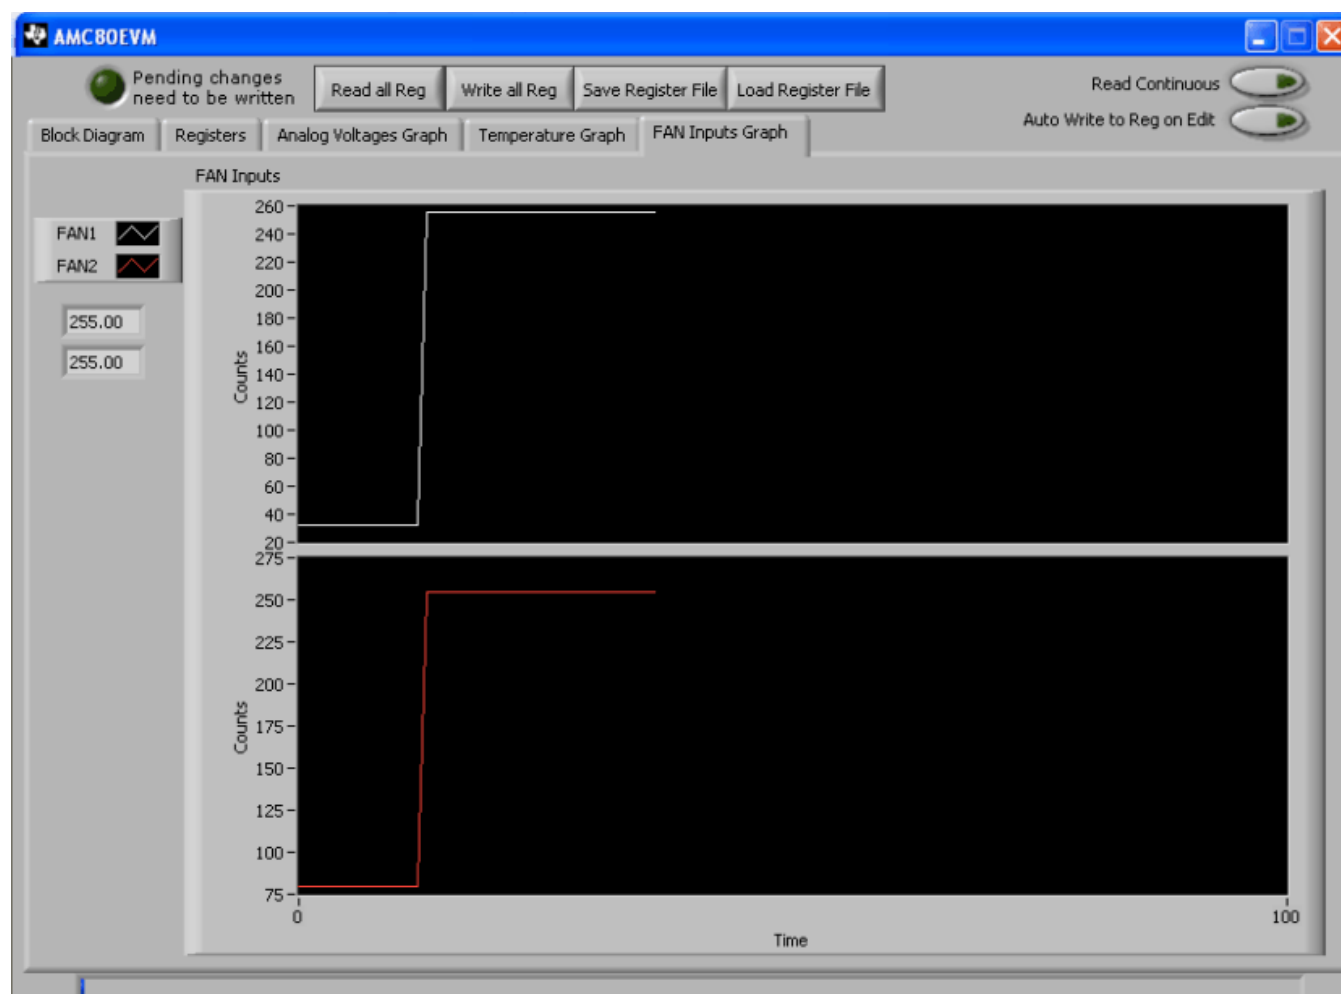 AMC80EVM
Pending changes
need to be written
Read all Reg
Write all Reg
Save Register File
Load Register File
Read Continuous
Auto Write to Reg on Edit
Block Diagram
Registers
Analog Voltages Graph
Temperature Graph
FAN Inputs Graph
FAN Inputs
FAN1
FAN2
255.00
255.00
Counts
260
240
220
200
180
160
140
120
100
80
60
40
20
Counts
275
250
225
200
175
150
125
100
75
0
100
Time